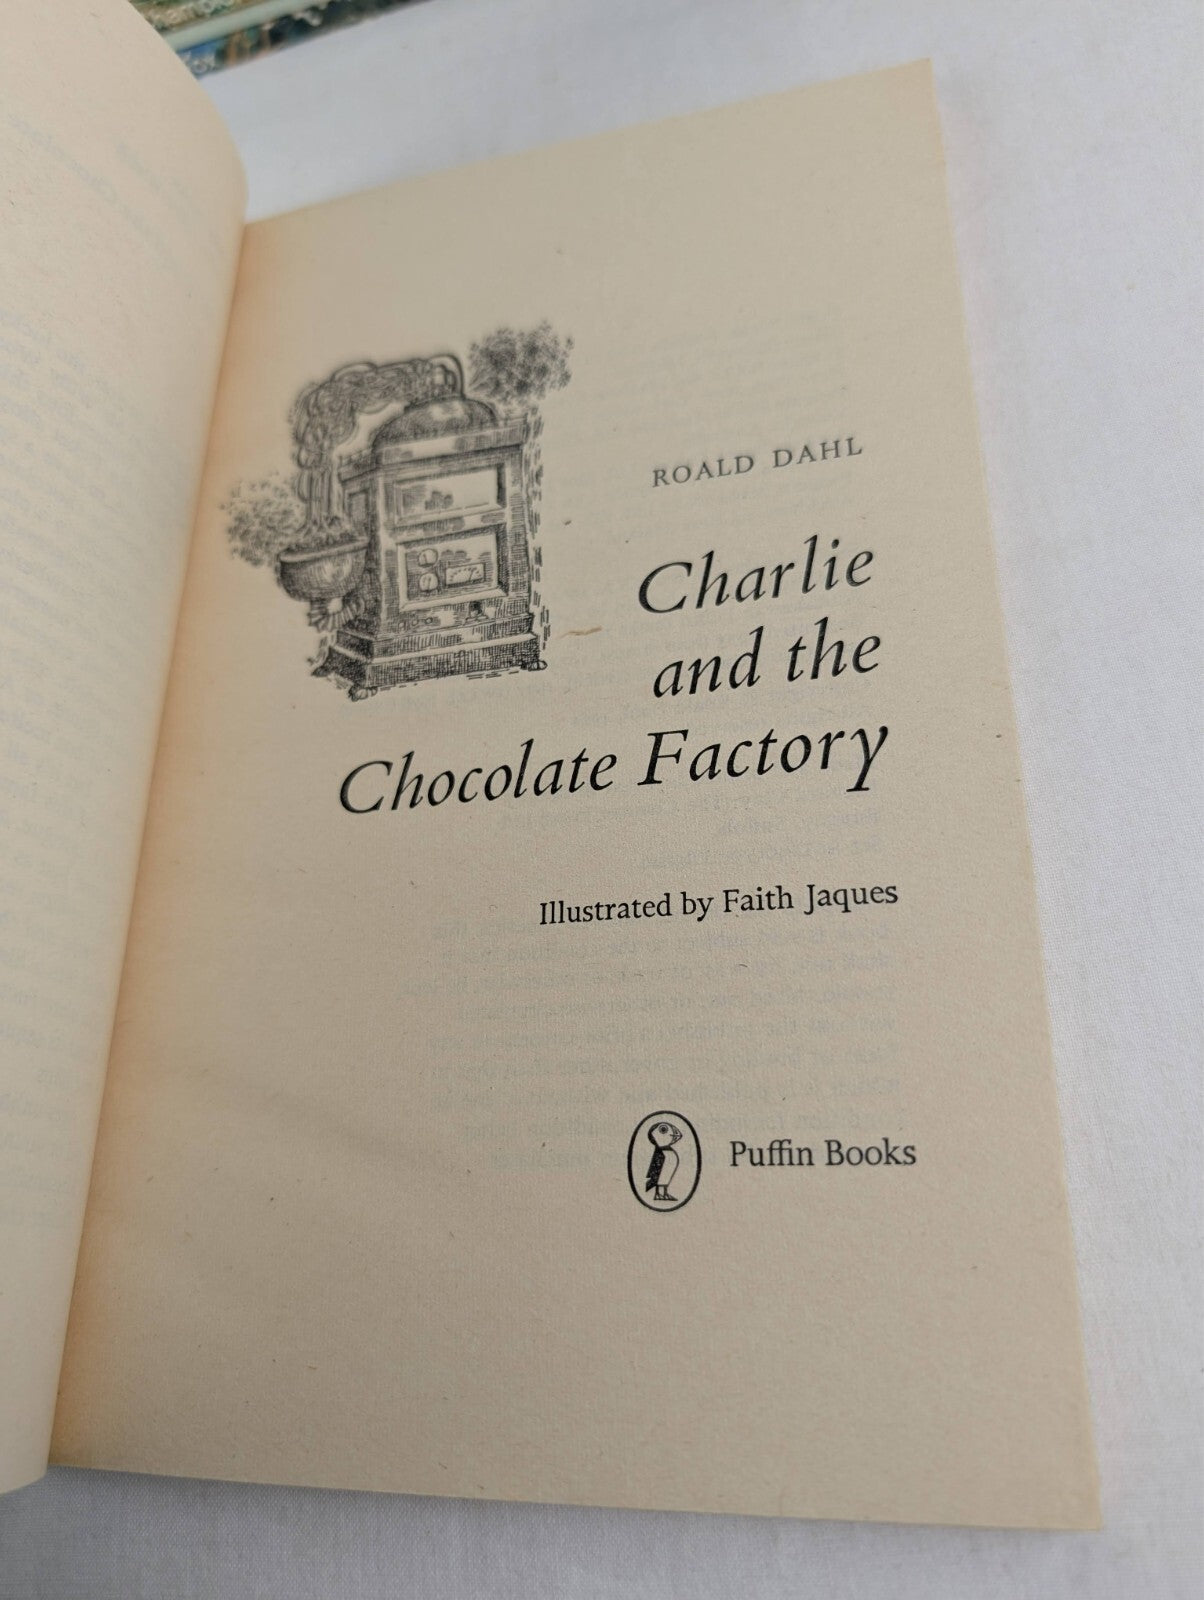 ROALD DAHL
Charlie
and the
Chocolate Factory
Illustrated by Faith Jaques
Puffin Books